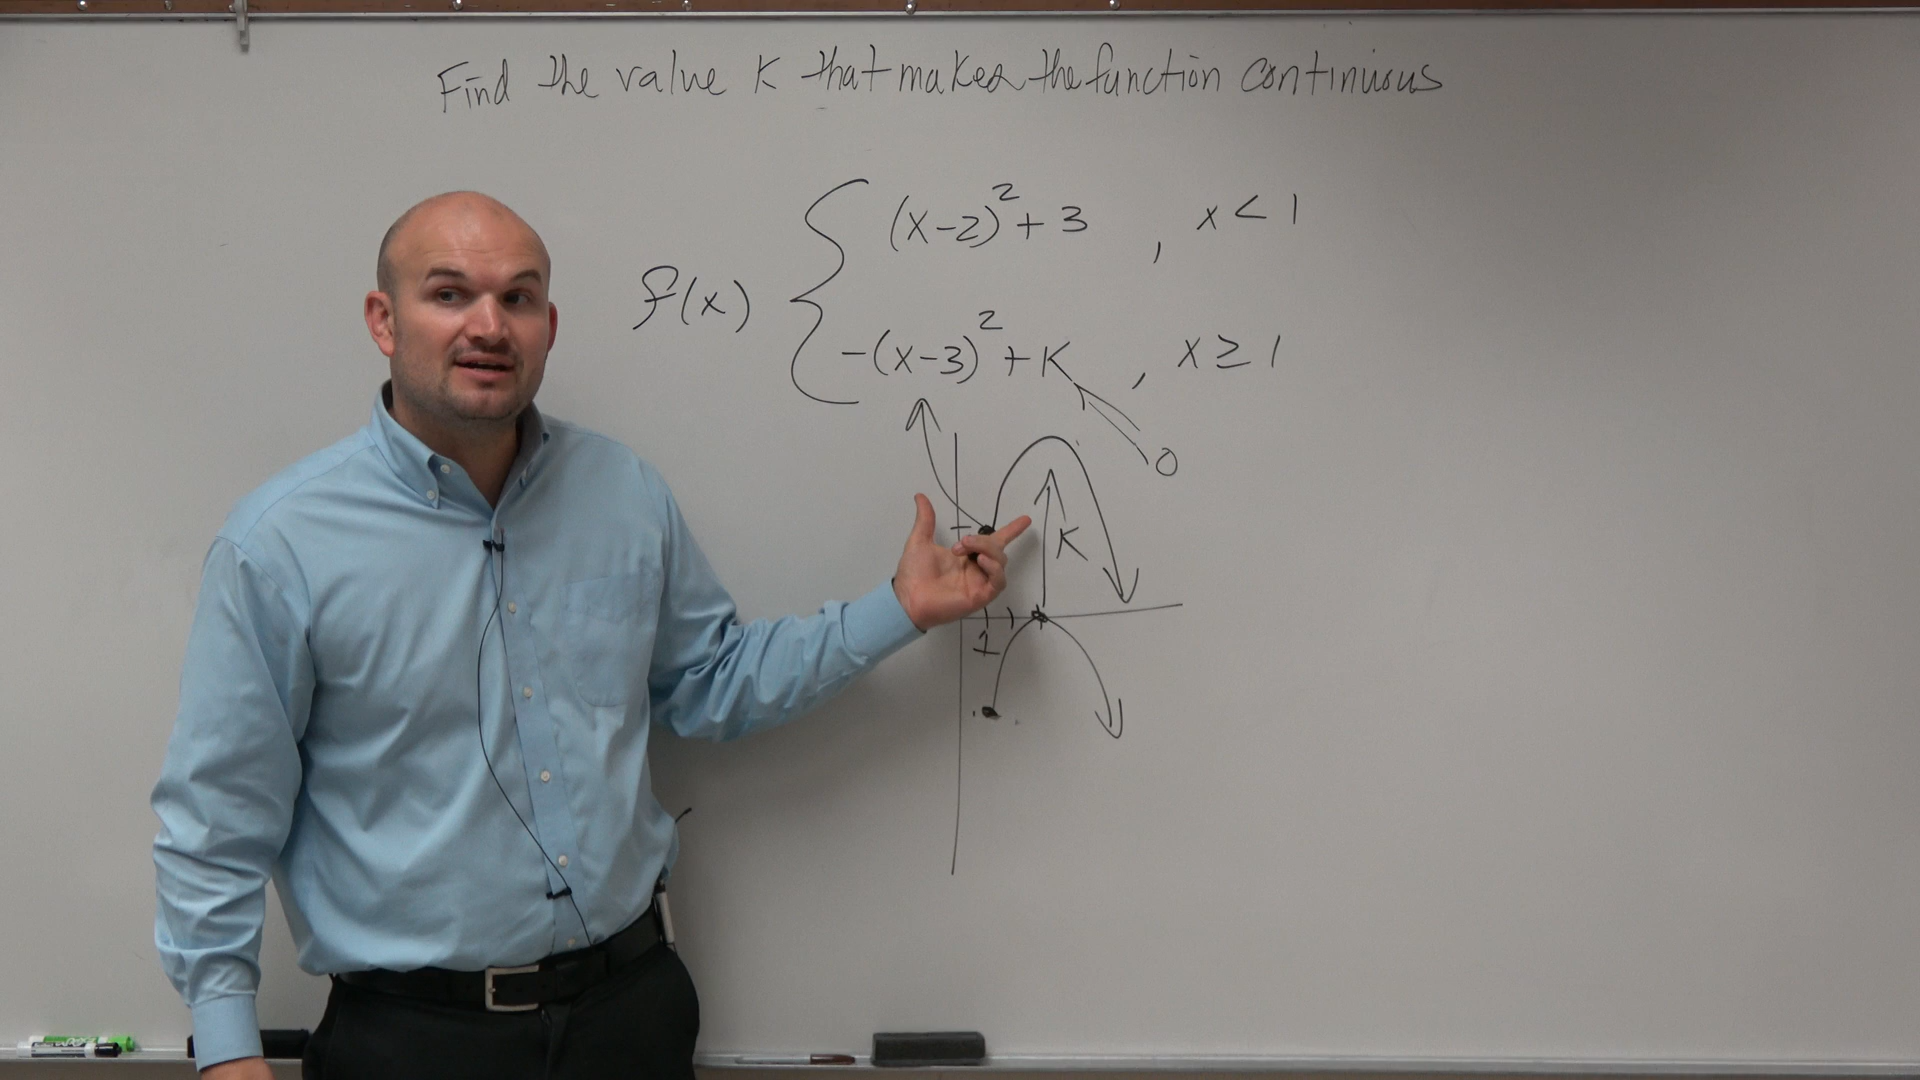 Find the value K that makes the function continuous
(x-2)²+3 , x < 1
f(x) {
-(x-3)²+K , x ≥ 1
0
K
1